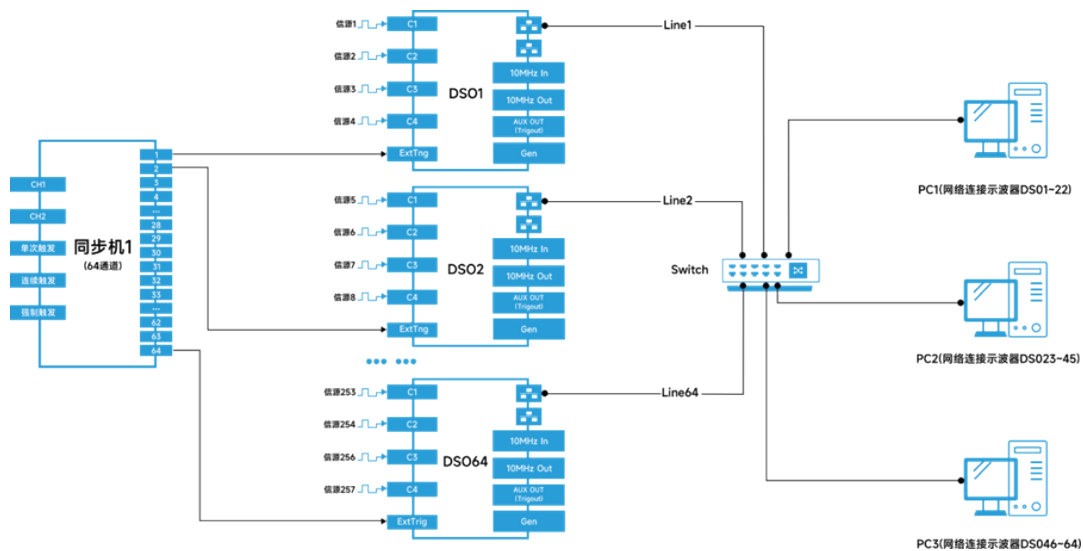 同步机1
(64通道)
CH1
CH2
单次触发
连续触发
强制触发
1
2
3
4
...
28
29
30
31
32
33
...
62
63
64
信源1
信源2
信源3
信源4
C1
C2
C3
C4
ExtTng
DSO1
10MHz In
10MHz Out
AUX OUT
(Trigout)
Gen
Line1
信源5
信源6
信源7
信源8
C1
C2
C3
C4
ExtTng
DSO2
10MHz In
10MHz Out
AUX OUT
(Trigout)
Gen
Line2
信源253
信源254
信源256
信源257
C1
C2
C3
C4
ExtTrig
DSO64
10MHz In
10MHz Out
AUX OUT
(Trigout)
Gen
Line64
Switch
PC1(网络连接示波器DS01~22)
PC2(网络连接示波器DS023~45)
PC3(网络连接示波器DS046~64)